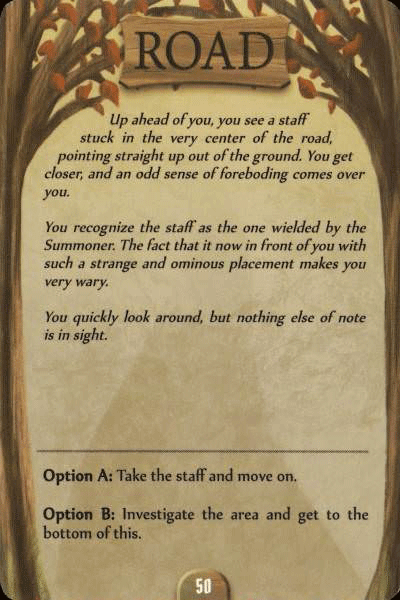 ROAD
Up ahead of you, you see a staff
stuck in the very center of the road,
pointing straight up out of the ground. You get
closer, and an odd sense of foreboding comes over
you.
You recognize the staff as the one wielded by the
Summoner. The fact that it now in front of you with
such a strange and ominous placement makes you
very wary.
You quickly look around, but nothing else of note
is in sight.
Option A: Take the staff and move on.
Option B: Investigate the area and get to the
bottom of this.
50